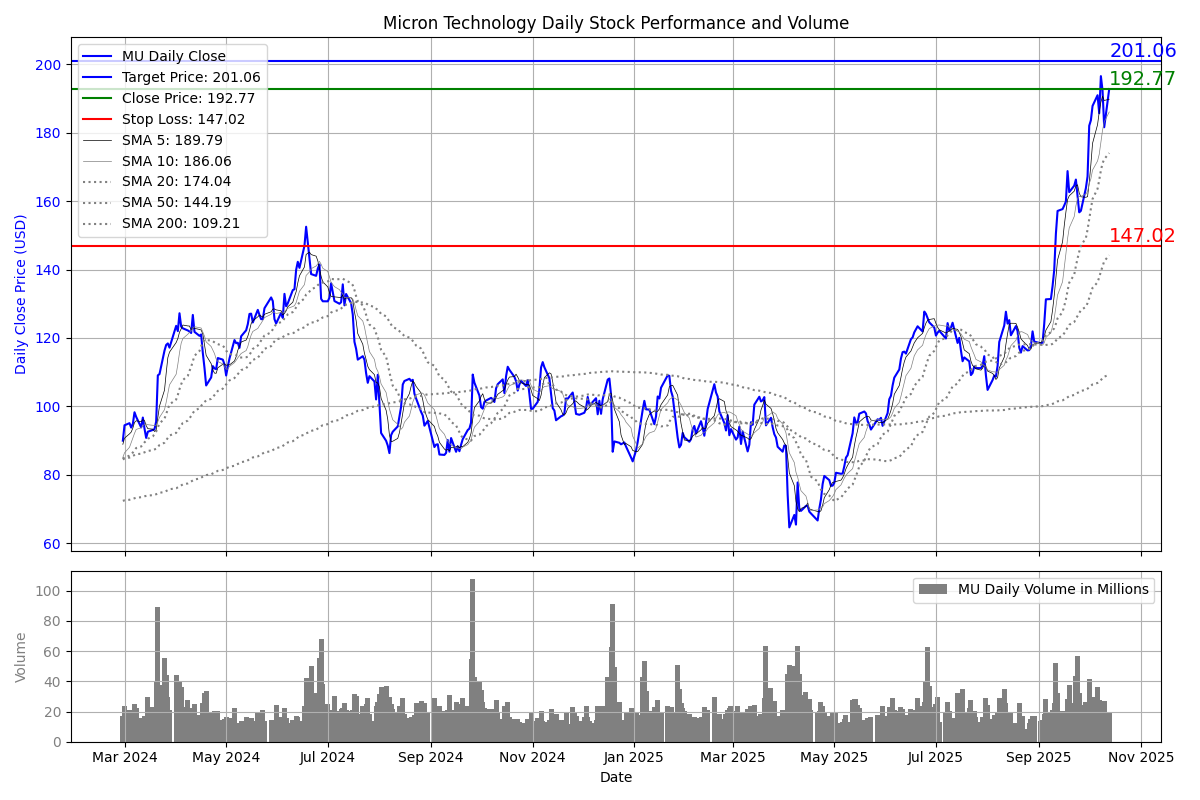 Micron Technology Daily Stock Performance and Volume
MU Daily Close
Target Price: 201.06
Close Price: 192.77
Stop Loss: 147.02
SMA 5: 189.79
SMA 10: 186.06
SMA 20: 174.04
SMA 50: 144.19
SMA 200: 109.21
201.06
192.77
147.02
Daily Close Price (USD)
200
180
160
140
120
100
80
60
MU Daily Volume in Millions
Volume
100
80
60
40
20
0
Mar 2024 May 2024 Jul 2024 Sep 2024 Nov 2024 Jan 2025 Mar 2025 May 2025 Jul 2025 Sep 2025 Nov 2025
Date